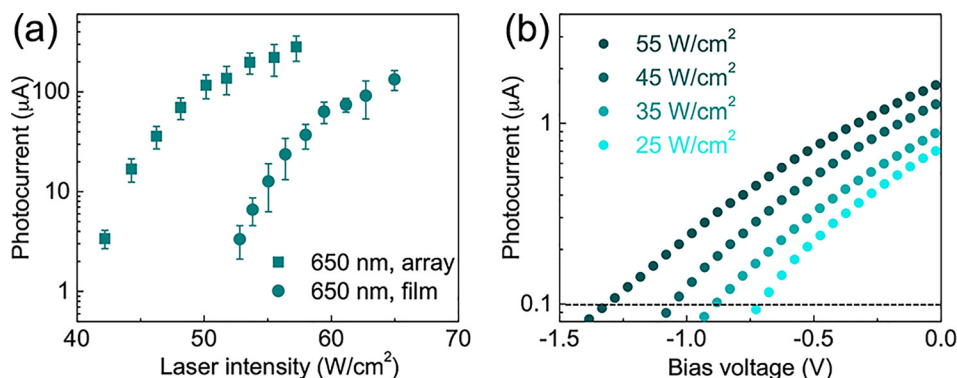 (a)
Photocurrent (μA)
100
10
1
650 nm, array
650 nm, film
40
50
60
70
Laser intensity (W/cm²)
(b)
Photocurrent (μA)
1
0.1
55 W/cm²
45 W/cm²
35 W/cm²
25 W/cm²
-1.5
-1.0
-0.5
0.0
Bias voltage (V)